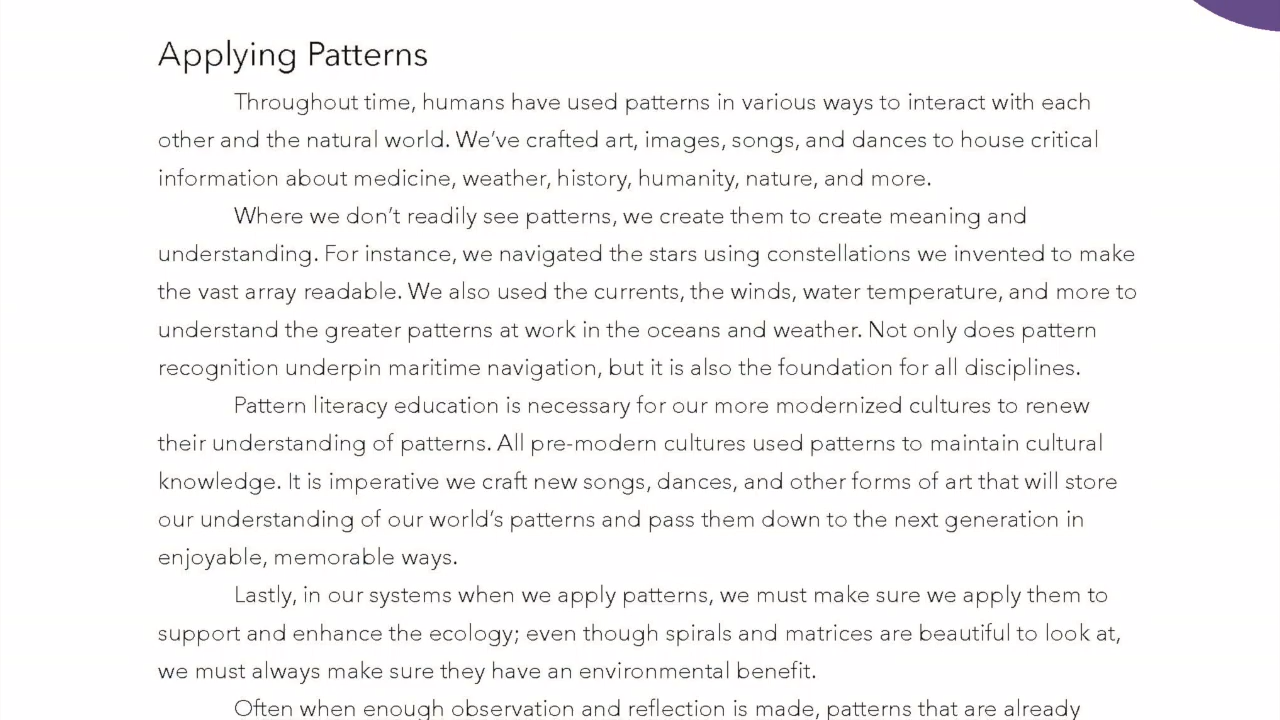 Applying Patterns
Throughout time, humans have used patterns in various ways to interact with each
other and the natural world. We've crafted art, images, songs, and dances to house critical
information about medicine, weather, history, humanity, nature, and more.
Where we don't readily see patterns, we create them to create meaning and
understanding. For instance, we navigated the stars using constellations we invented to make
the vast array readable. We also used the currents, the winds, water temperature, and more to
understand the greater patterns at work in the oceans and weather. Not only does pattern
recognition underpin maritime navigation, but it is also the foundation for all disciplines.
Pattern literacy education is necessary for our more modernized cultures to renew
their understanding of patterns. All pre-modern cultures used patterns to maintain cultural
knowledge. It is imperative we craft new songs, dances, and other forms of art that will store
our understanding of our world's patterns and pass them down to the next generation in
enjoyable, memorable ways.
Lastly, in our systems when we apply patterns, we must make sure we apply them to
support and enhance the ecology; even though spirals and matrices are beautiful to look at,
we must always make sure they have an environmental benefit.
Often when enough observation and reflection is made, patterns that are already